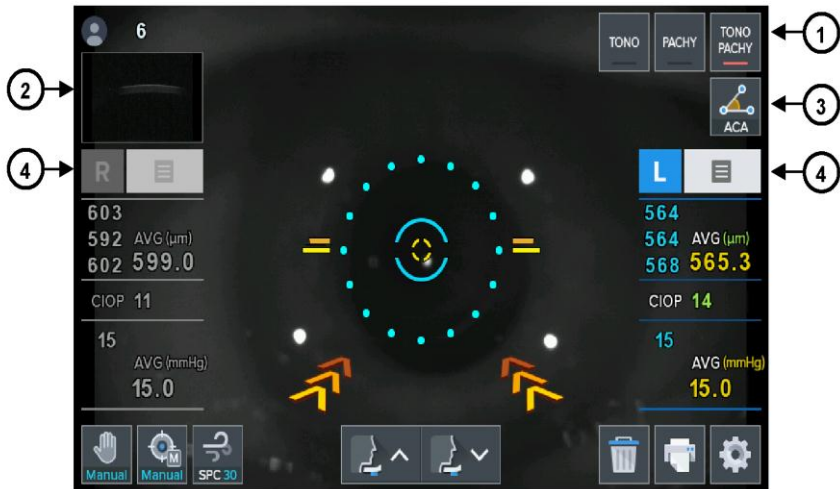 6
TONO
PACHY
TONO
PACHY
1
2
3
ACA
4
R
L
4
603
592 AVG (μm)
602 599.0
CIOP 11
15
AVG (mmHg)
15.0
564
564 AVG (μm)
568 565.3
CIOP 14
15
AVG (mmHg)
15.0
Manual
M
Manual
SPC 30